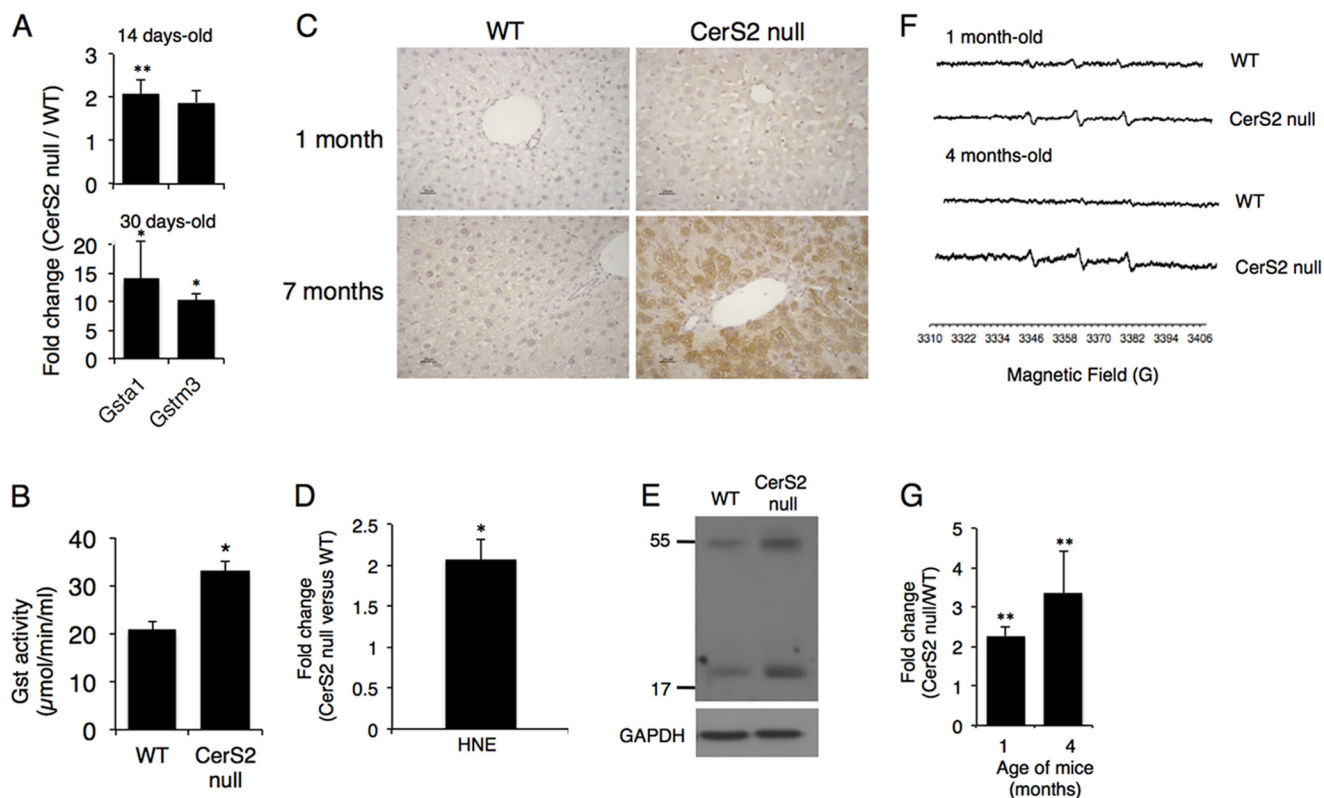 A
14 days-old
Fold change (CerS2 null / WT)
3
2
1
0
**
30 days-old
20
15
10
5
0
*
*
Gsta1
Gstm3
B
Gst activity
(µmol/min/ml)
40
30
20
10
0
*
WT
CerS2
null
C
WT
CerS2 null
1 month
7 months
D
Fold change
(CerS2 null versus WT)
2.5
2
1.5
1
0.5
0
*
HNE
E
WT
CerS2
null
55
17
GAPDH
F
1 month-old
WT
CerS2 null
4 months-old
WT
CerS2 null
3310 3322 3334 3346 3358 3370 3382 3394 3406
Magnetic Field (G)
G
Fold change
(CerS2 null/WT)
5
4
3
2
1
0
**
**
1 4
Age of mice
(months)